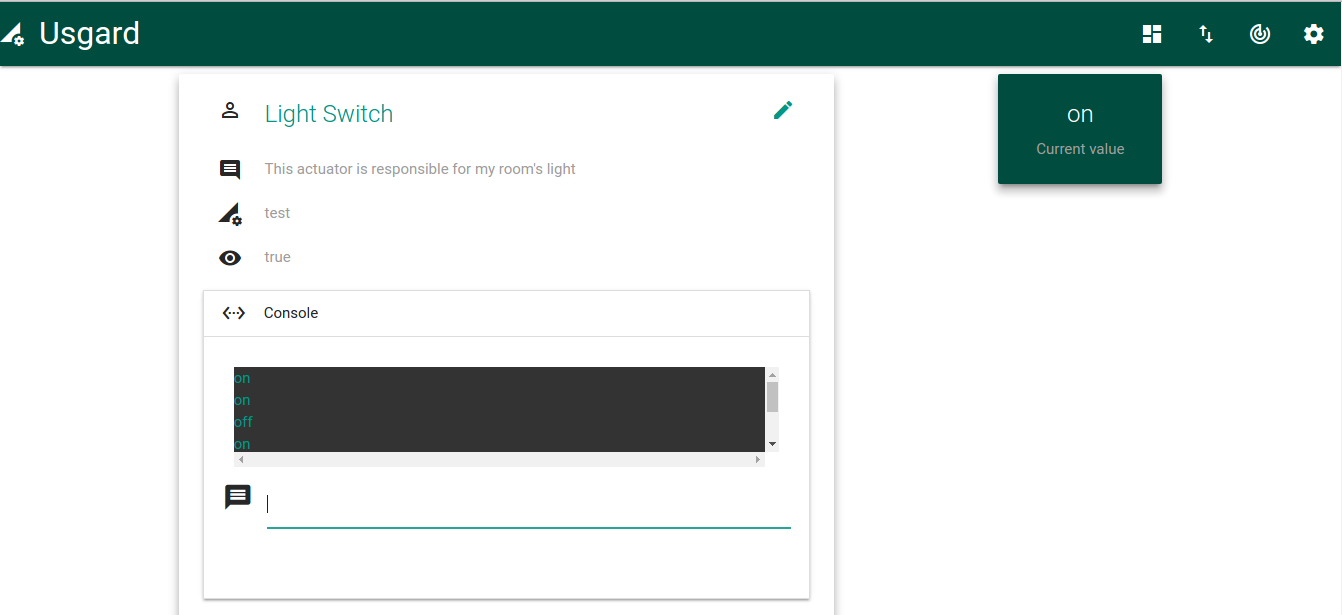 Usgard
Light Switch
This actuator is responsible for my room's light
test
true
Console
on
on
off
on
on
Current value